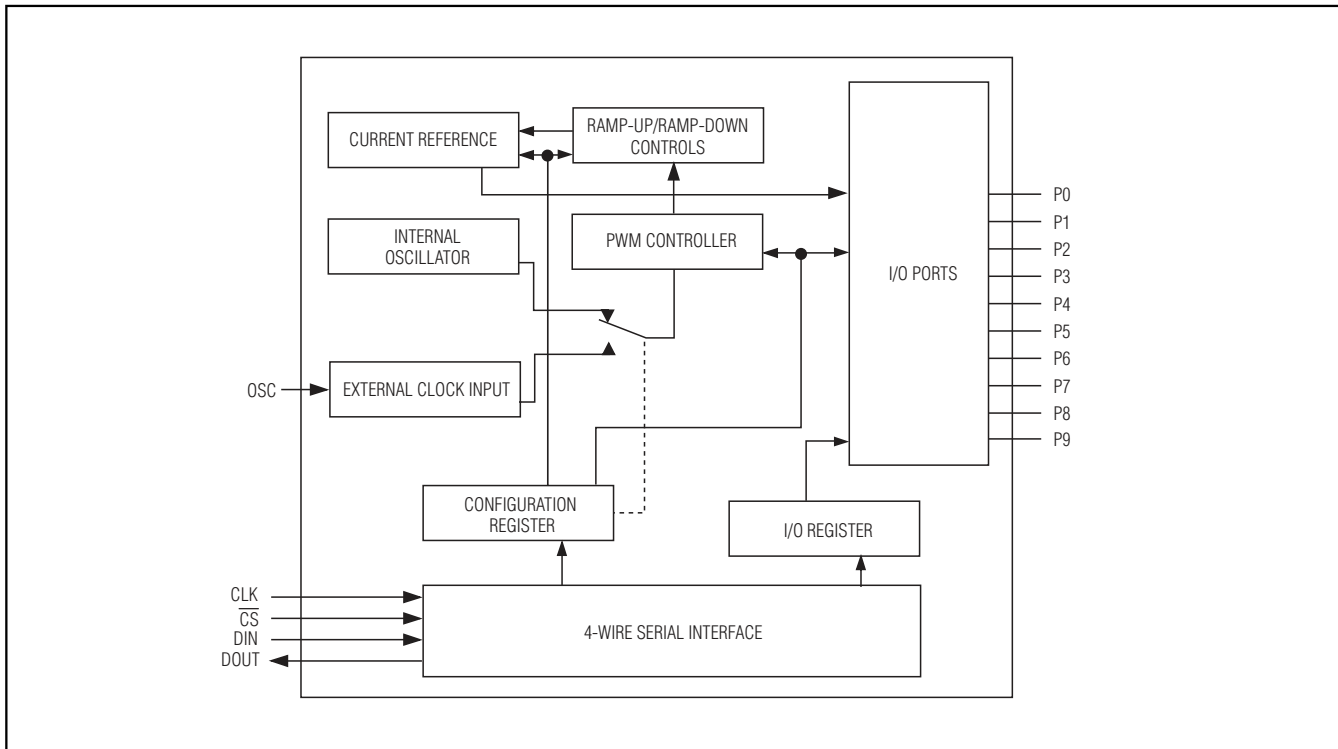 CURRENT REFERENCE
RAMP-UP/RAMP-DOWN
CONTROLS
INTERNAL
OSCILLATOR
PWM CONTROLLER
I/O PORTS
P0
P1
P2
P3
P4
P5
P6
P7
P8
P9
OSC
EXTERNAL CLOCK INPUT
CONFIGURATION
REGISTER
I/O REGISTER
CLK
CS
DIN
DOUT
4-WIRE SERIAL INTERFACE